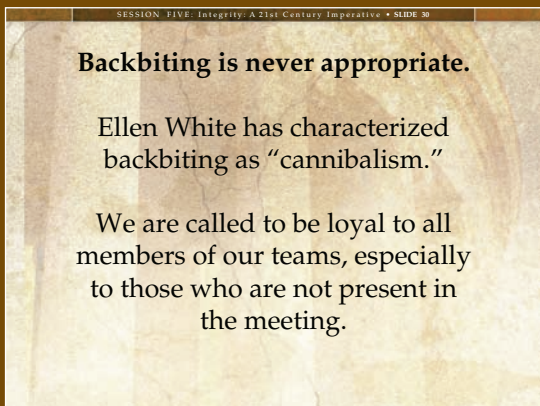 SESSION FIVE: Integrity: A 21st Century Imperative • SLIDE 30
Backbiting is never appropriate.
Ellen White has characterized
backbiting as “cannibalism.”
We are called to be loyal to all
members of our teams, especially
to those who are not present in
the meeting.